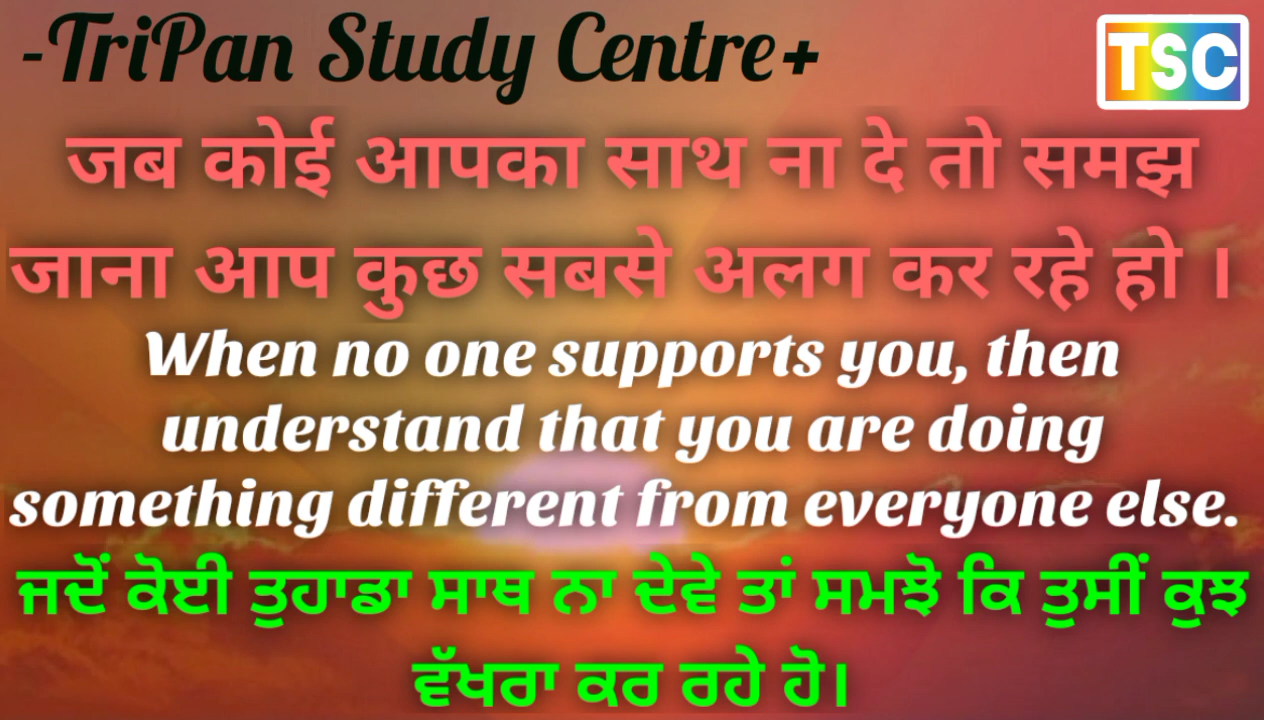 -TriPan Study Centre+
TSC
जब कोई आपका साथ ना दे तो समझ
जाना आप कुछ सबसे अलग कर रहे हो ।
When no one supports you, then
understand that you are doing
something different from everyone else.
ਜਦੋਂ ਕੋਈ ਤੁਹਾਡਾ ਸਾਥ ਨਾ ਦੇਵੇ ਤਾਂ ਸਮਝੋ ਕਿ ਤੁਸੀਂ ਕੁਝ
ਵੱਖਰਾ ਕਰ ਰਹੇ ਹੋ।